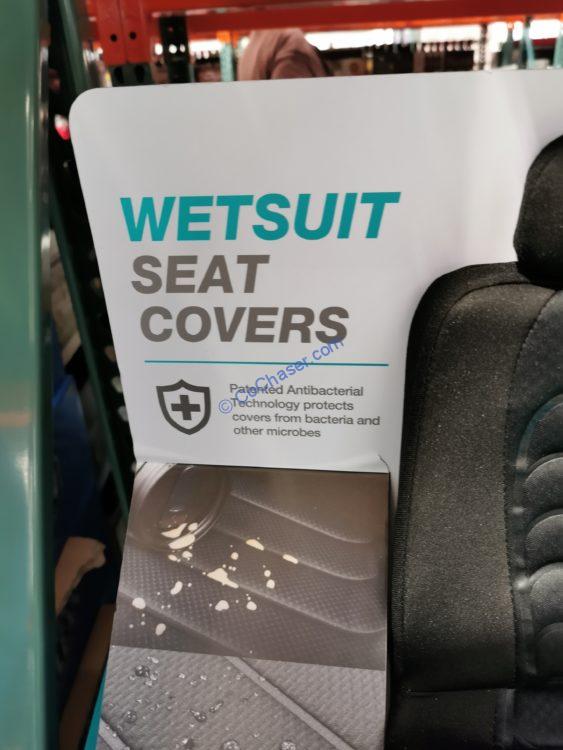 WETSUIT
SEAT
COVERS
Patented Antibacterial
Technology protects
covers from bacteria and
other microbes
© CoChaser.com